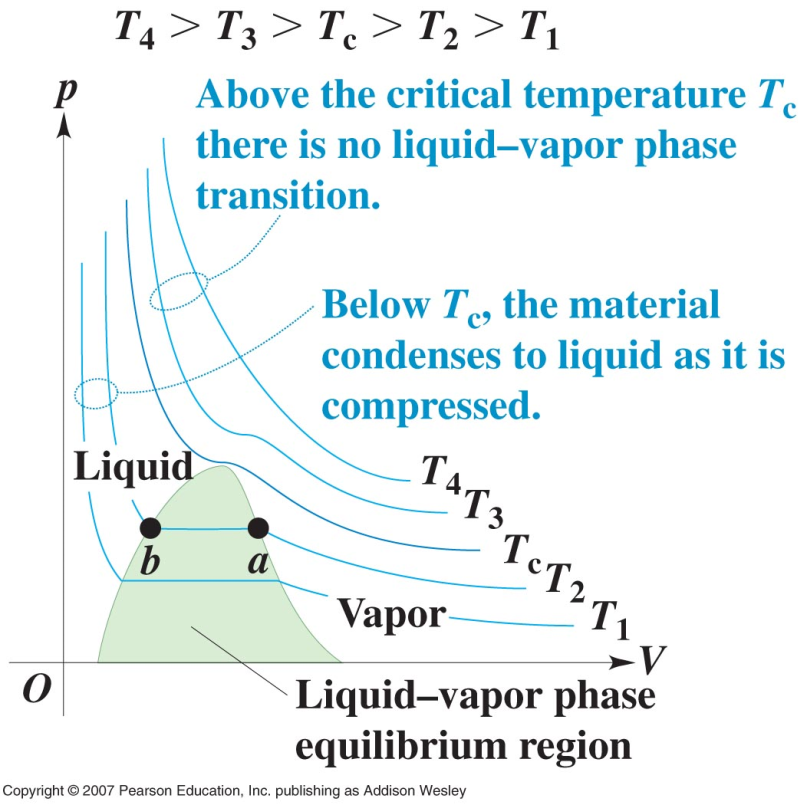 T4 > T3 > Tc > T2 > T1
p
Above the critical temperature Tc
there is no liquid–vapor phase
transition.
Below Tc, the material
condenses to liquid as it is
compressed.
Liquid
T4
T3
Tc
b
a
T2
Vapor
T1
O
V
Liquid–vapor phase
equilibrium region
Copyright © 2007 Pearson Education, Inc. publishing as Addison Wesley